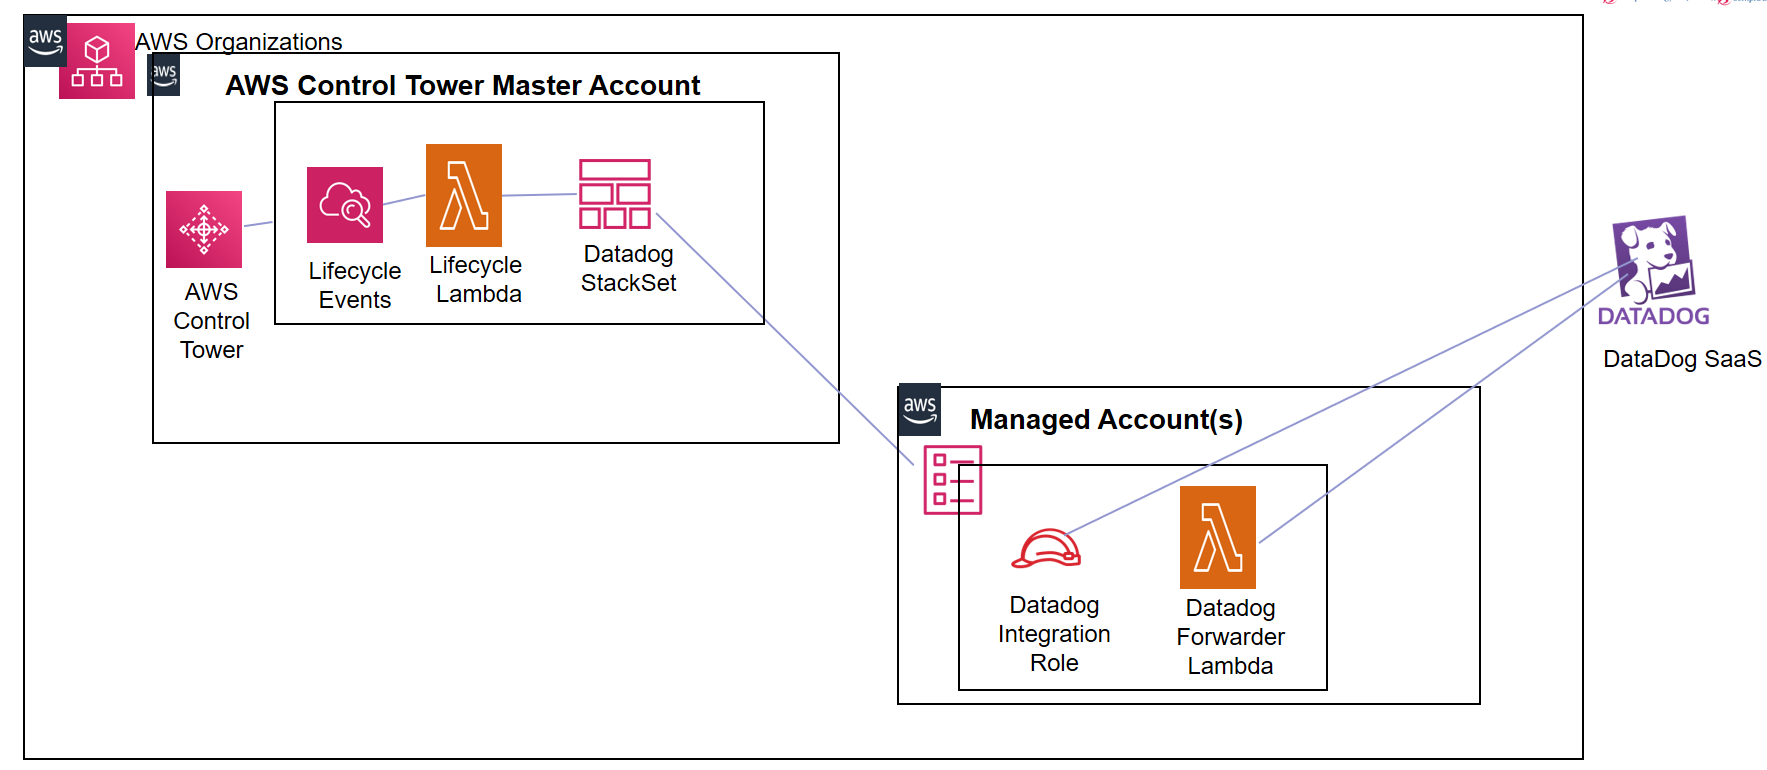 aws
AWS Organizations
aws
AWS Control Tower Master Account
Lifecycle
Events
Lifecycle
Lambda
Datadog
StackSet
AWS
Control
Tower
DATADOG
DataDog SaaS
aws
Managed Account(s)
Datadog
Integration
Role
Datadog
Forwarder
Lambda